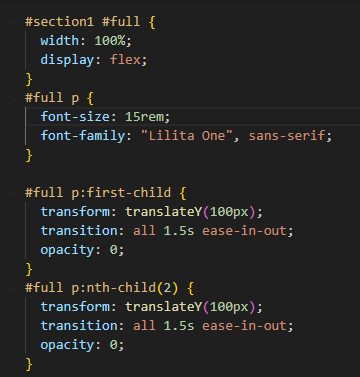 #section1 #full {
width: 100%;
display: flex;
}
#full p {
font-size: 15rem;
font-family: "Lilita One", sans-serif;
}
#full p:first-child {
transform: translateY(100px);
transition: all 1.5s ease-in-out;
opacity: 0;
}
#full p:nth-child(2) {
transform: translateY(100px);
transition: all 1.5s ease-in-out;
opacity: 0;
}